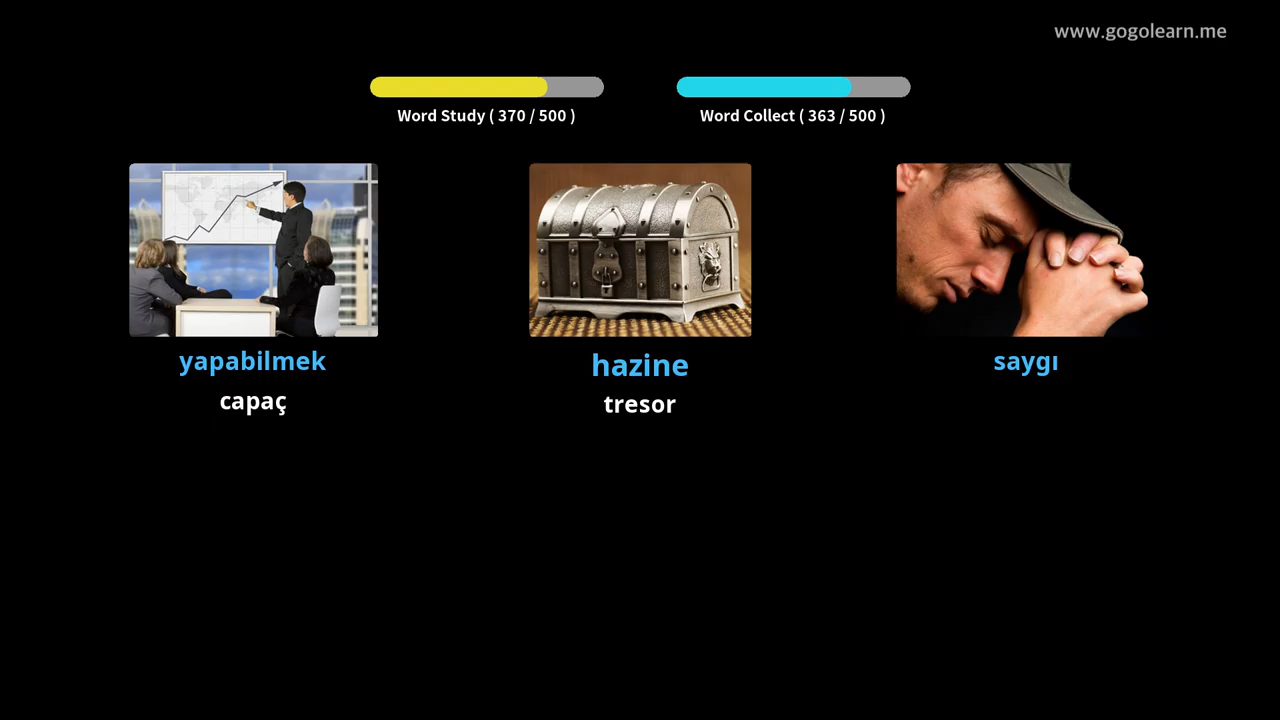 www.gogolearn.me
Word Study ( 370 / 500 )
Word Collect ( 363 / 500 )
yapabilmek
capaç
hazine
tresor
saygı